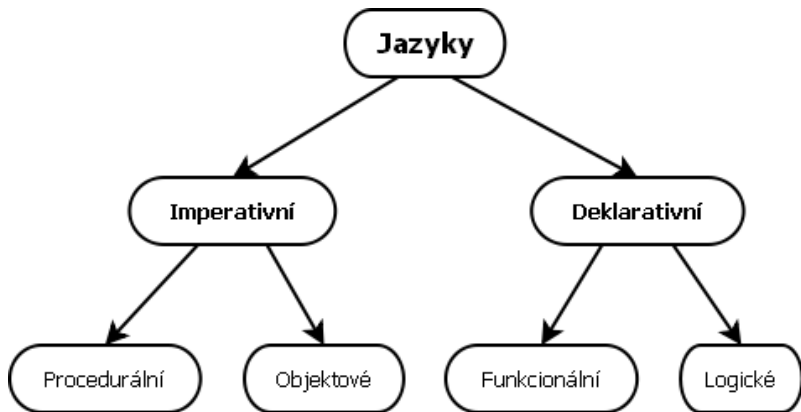 Jazyky
Imperativní
Deklarativní
Procedurální
Objektové
Funkcionální
Logické